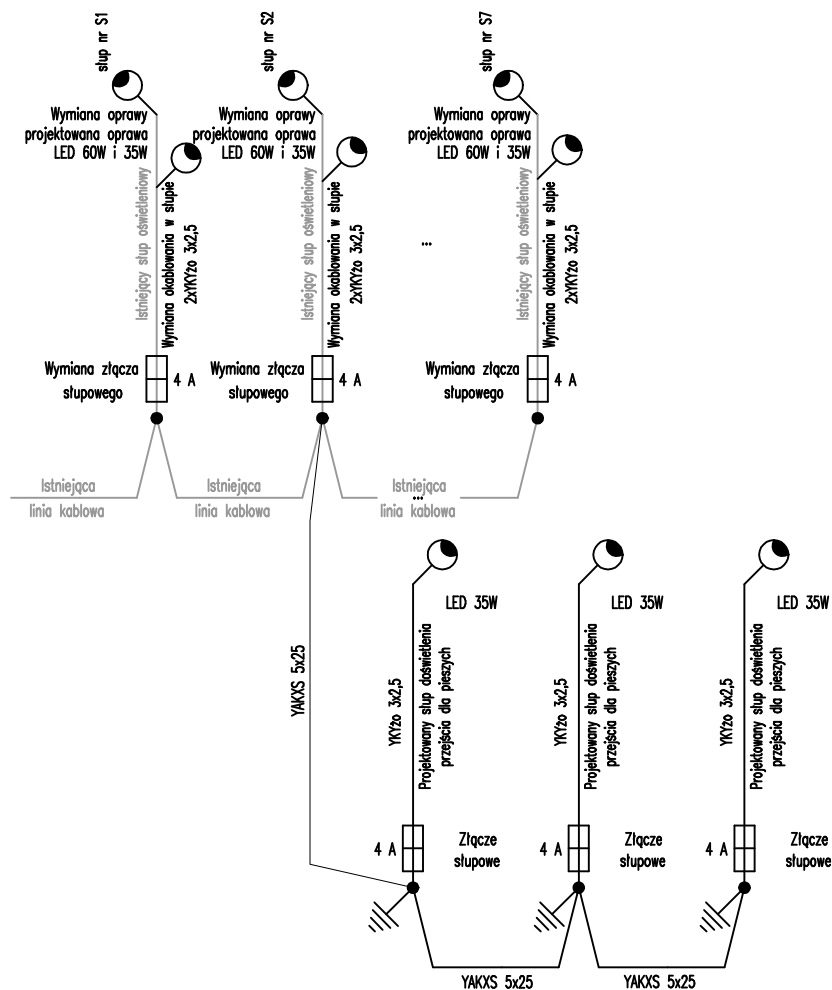 słup nr S1
słup nr S2
słup nr S7
Wymiana oprawy
projektowana oprawa
LED 60W i 35W
Wymiana oprawy
projektowana oprawa
LED 60W i 35W
Wymiana oprawy
projektowana oprawa
LED 60W i 35W
Istniejący słup oświetleniowy
Wymiana okablowania w słupie
2xYKYżo 3x2,5
Istniejący słup oświetleniowy
Wymiana okablowania w słupie
2xYKYżo 3x2,5
...
Istniejący słup oświetleniowy
Wymiana okablowania w słupie
2xYKYżo 3x2,5
Wymiana złącza
słupowego
4 A
Wymiana złącza
słupowego
4 A
Wymiana złącza
słupowego
4 A
Istniejąca
linia kablowa
Istniejąca
linia kablowa
Istniejąca
...
linia kablowa
LED 35W
LED 35W
LED 35W
YAKXS 5x25
YKYżo 3x2,5
Projektowany słup doświetlenia
przejścia dla pieszych
YKYżo 3x2,5
Projektowany słup doświetlenia
przejścia dla pieszych
YKYżo 3x2,5
Projektowany słup doświetlenia
przejścia dla pieszych
4 A
Złącze
słupowe
4 A
Złącze
słupowe
4 A
Złącze
słupowe
YAKXS 5x25
YAKXS 5x25